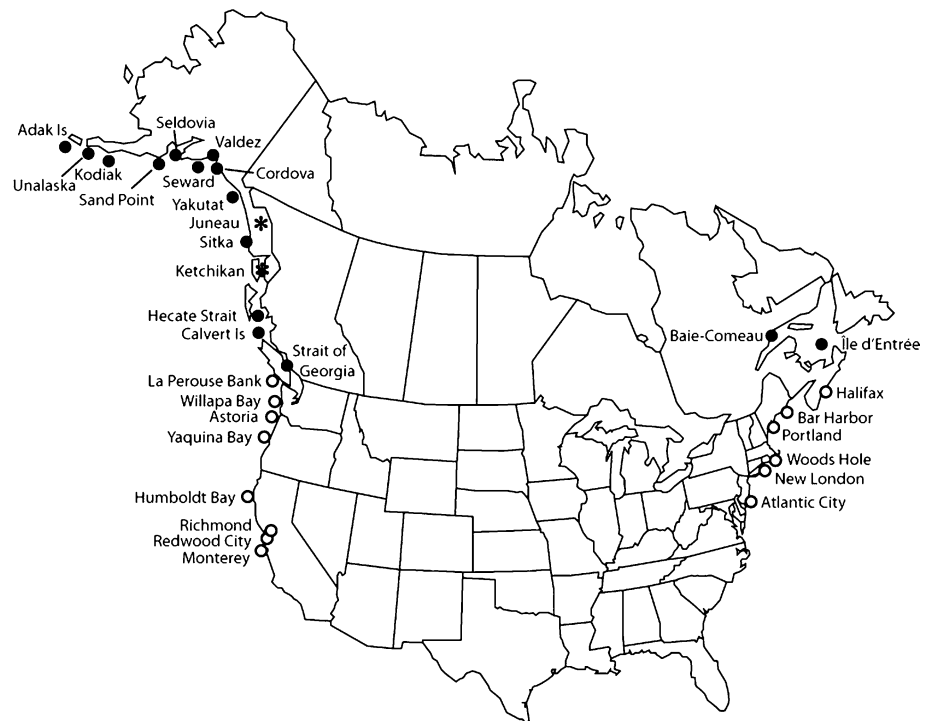 Seldovia
Adak Is
Valdez
Unalaska
Kodiak
Sand Point
Seward
Cordova
Yakutat
Juneau
Sitka
Ketchikan
Hecate Strait
Calvert Is
Strait of
Georgia
La Perouse Bank
Willapa Bay
Astoria
Yaquina Bay
Humboldt Bay
Richmond
Redwood City
Monterey
Baie-Comeau
Île d'Entrée
Halifax
Bar Harbor
Portland
Woods Hole
New London
Atlantic City